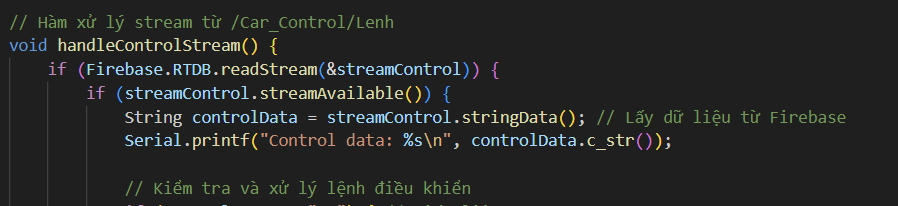 // Hàm xử lý stream từ /Car_Control/Lenh
void handleControlStream() {
if (Firebase.RTDB.readStream(&streamControl)) {
if (streamControl.streamAvailable()) {
String controlData = streamControl.stringData(); // Lấy dữ liệu từ Firebase
Serial.printf("Control data: %s\n", controlData.c_str());
// Kiểm tra và xử lý lệnh điều khiển